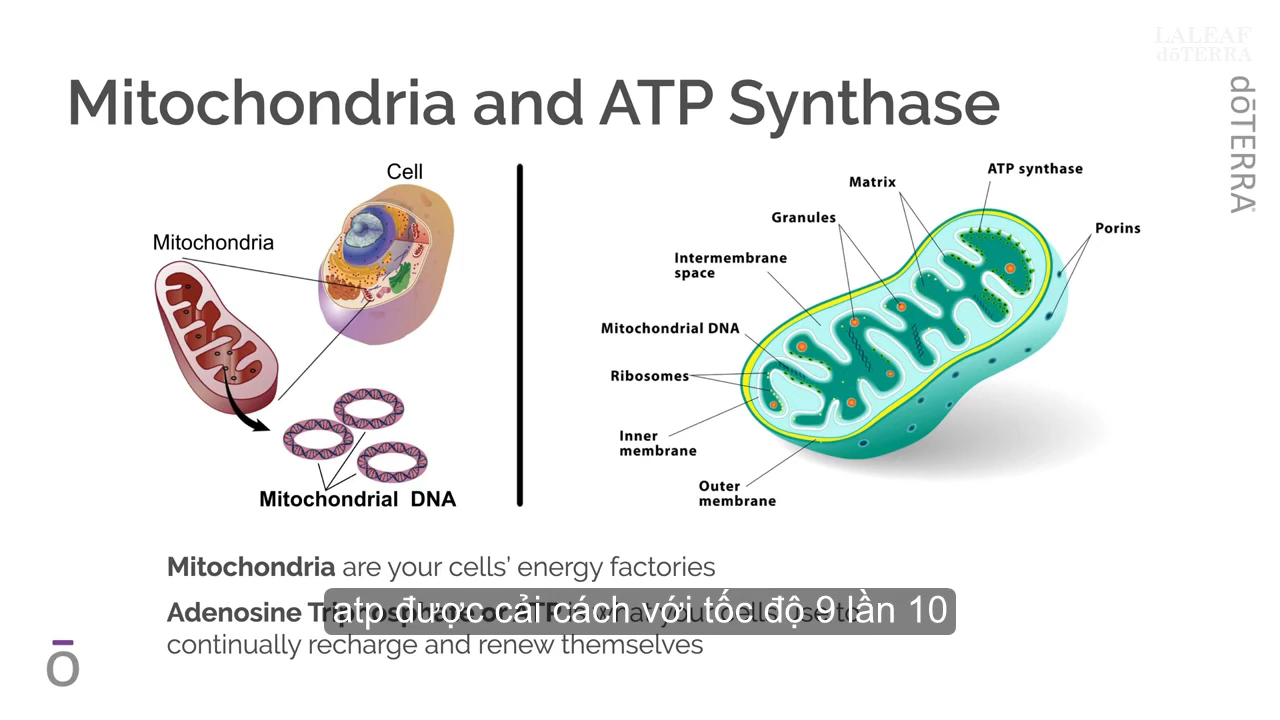 LALEAF
dōTERRA
dōTERRA
Mitochondria and ATP Synthase
Cell
Mitochondria
Mitochondrial DNA
ATP synthase
Matrix
Granules
Porins
Intermembrane
space
Mitochondrial DNA
Ribosomes
Inner
membrane
Outer
membrane
Mitochondria are your cells’ energy factories
Adenosine
atp được cải cách với tốc độ 9 lần 10
continually recharge and renew themselves